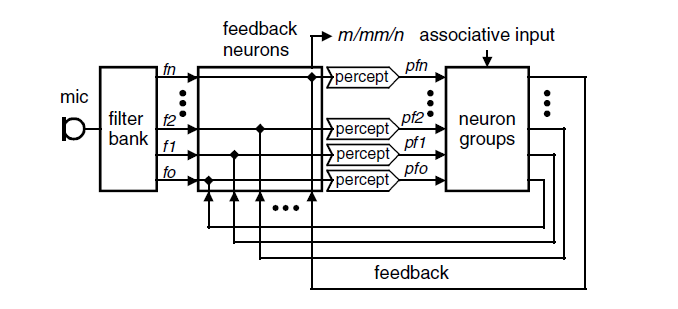 feedback
neurons
m/mm/n
associative input
mic
filter
bank
fn
f2
f1
fo
percept
percept
percept
percept
pfn
pf2
pf1
pfo
neuron
groups
feedback